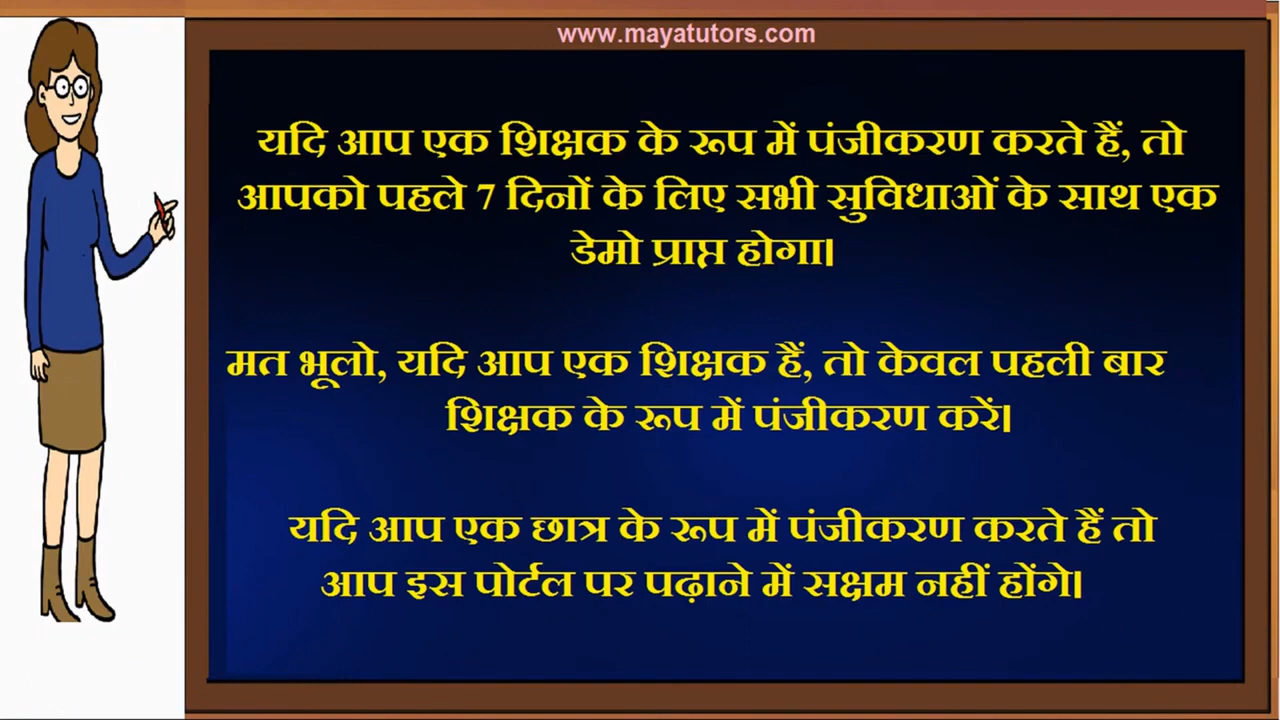 www.mayatutors.com
यदि आप एक शिक्षक के रूप में पंजीकरण करते हैं, तो
आपको पहले 7 दिनों के लिए सभी सुविधाओं के साथ एक
डेमो प्राप्त होगा।
मत भूलो, यदि आप एक शिक्षक हैं, तो केवल पहली बार
शिक्षक के रूप में पंजीकरण करें।
यदि आप एक छात्र के रूप में पंजीकरण करते हैं तो
आप इस पोर्टल पर पढ़ाने में सक्षम नहीं होंगे।